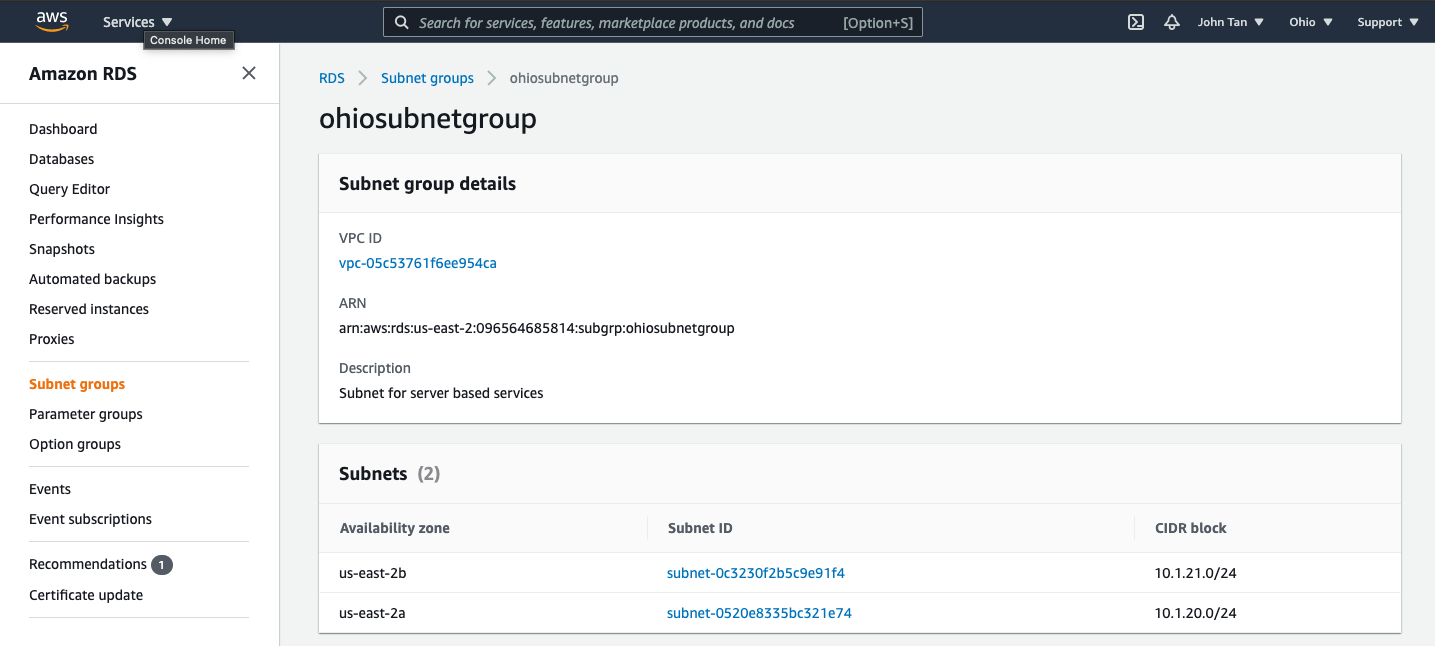 aws
Services
Search for services, features, marketplace products, and docs [Option+S]
John Tan
Ohio
Support
Console Home
Amazon RDS
Dashboard
Databases
Query Editor
Performance Insights
Snapshots
Automated backups
Reserved instances
Proxies
Subnet groups
Parameter groups
Option groups
Events
Event subscriptions
Recommendations 1
Certificate update
RDS > Subnet groups > ohiosubnetgroup
ohiosubnetgroup
Subnet group details
VPC ID
vpc-05c53761f6ee954ca
ARN
arn:aws:rds:us-east-2:096564685814:subgrp:ohiosubnetgroup
Description
Subnet for server based services
Subnets (2)
Availability zone Subnet ID CIDR block
us-east-2b subnet-0c3230f2b5c9e91f4 10.1.21.0/24
us-east-2a subnet-0520e8335bc321e74 10.1.20.0/24